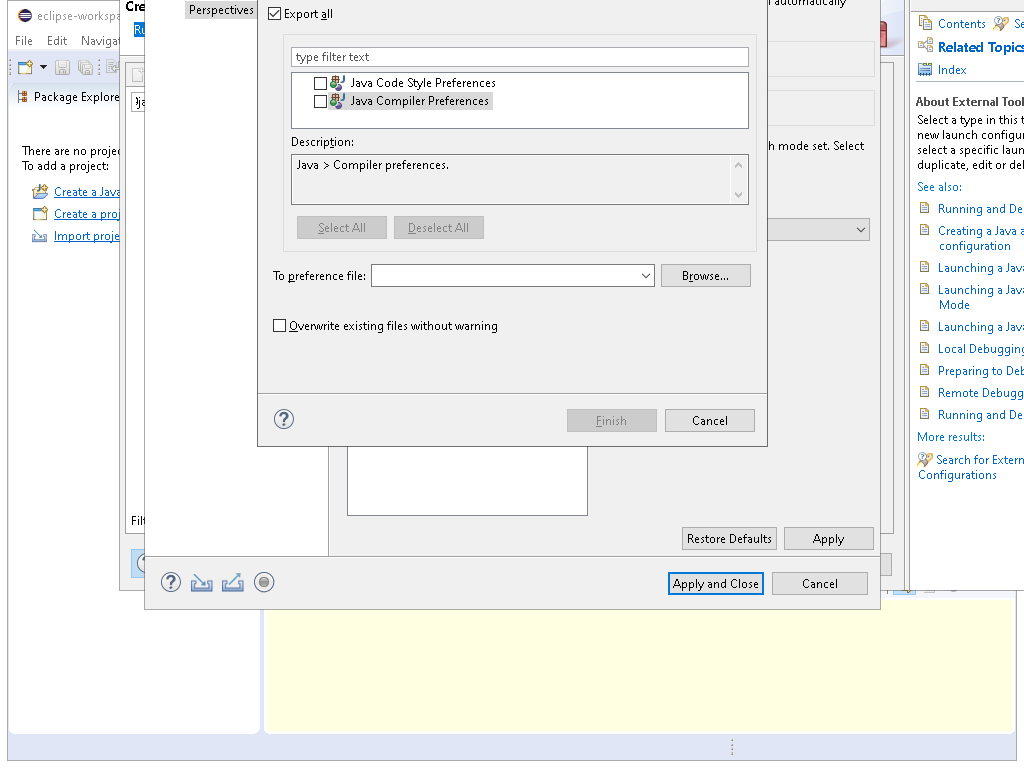 eclipse-workspa
File Edit Navigat
Package Explore
There are no projec
To add a project:
Create a Java
Create a proj
Import proje
Cre
Ru
Filt
Perspectives
Export all
type filter text
Java Code Style Preferences
Java Compiler Preferences
Description:
Java > Compiler preferences.
Select All Deselect All
To preference file: Browse...
Overwrite existing files without warning
Finish Cancel
automatically
h mode set. Select
Restore Defaults Apply
Apply and Close Cancel
Contents Se
Related Topics
Index
About External Tool
Select a type in this t
new launch configur
select a specific laun
duplicate, edit or del
See also:
Running and De
Creating a Java a
configuration
Launching a Java
Launching a Java
Mode
Launching a Java
Local Debugging
Preparing to Deb
Remote Debugg
Running and De
More results:
Search for Extern
Configurations